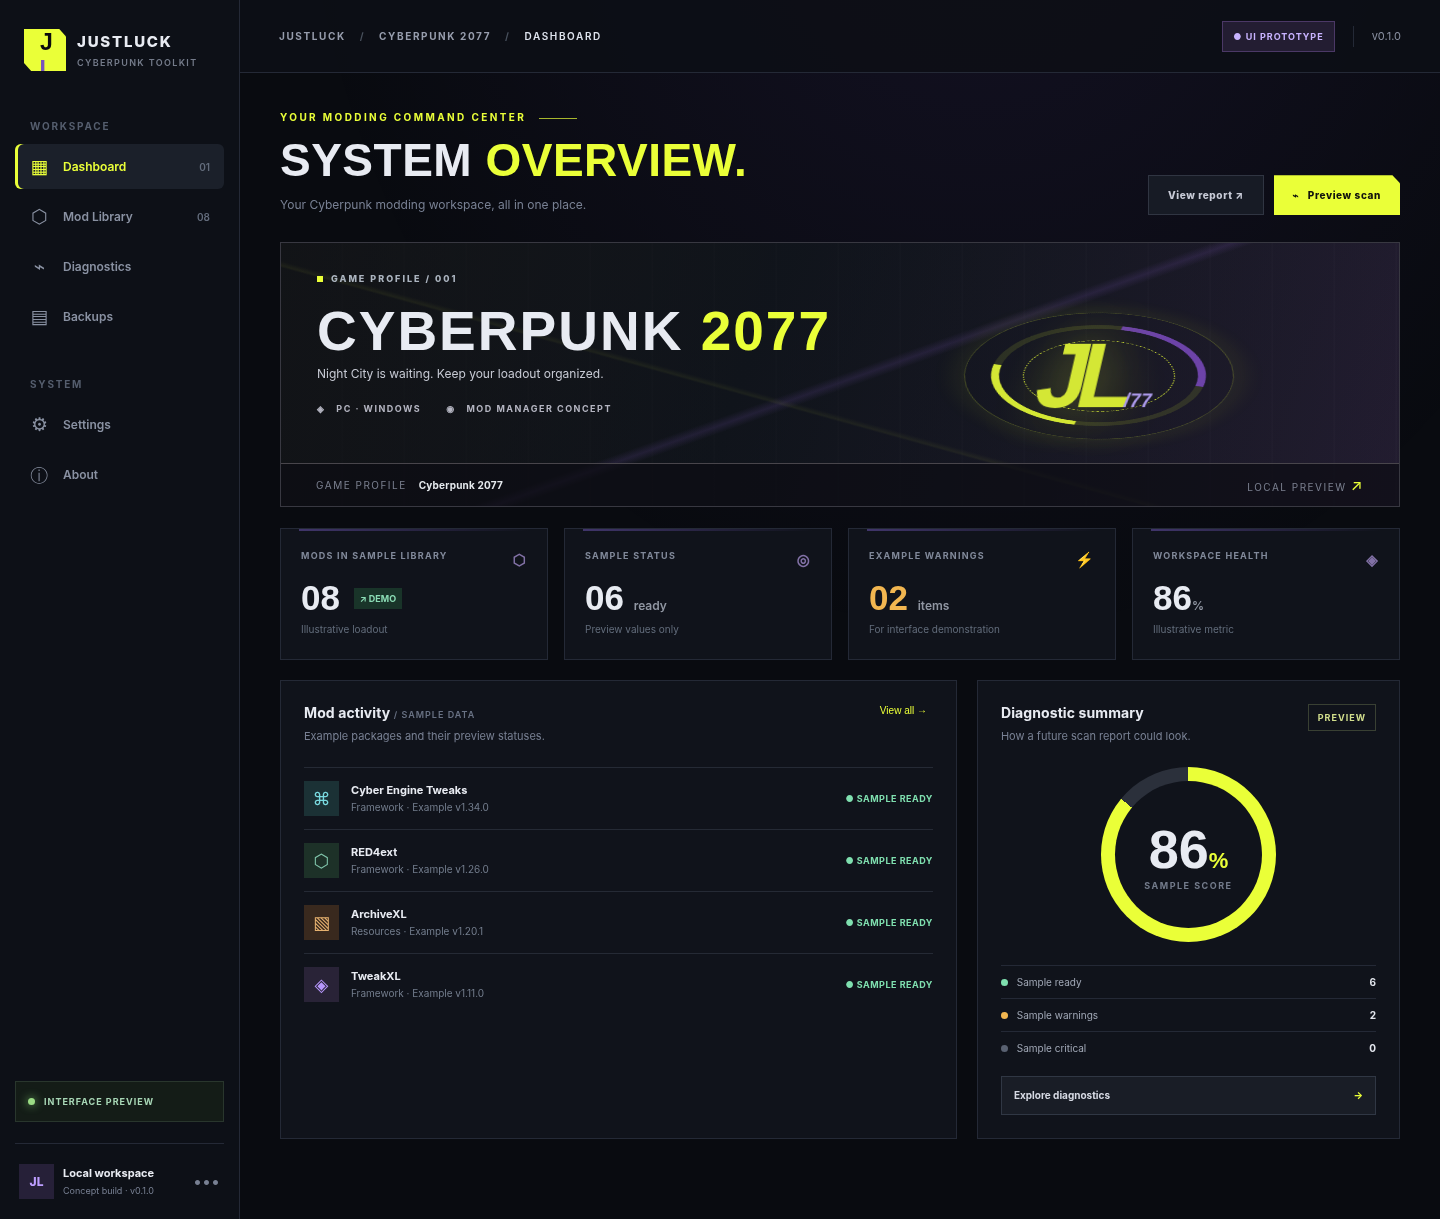 J
L
JUSTLUCK
CYBERPUNK TOOLKIT
WORKSPACE
Dashboard 01
Mod Library 08
Diagnostics
Backups
SYSTEM
Settings
About
INTERFACE PREVIEW
JL
Local workspace
Concept build · v0.1.0
JUSTLUCK / CYBERPUNK 2077 / DASHBOARD
UI PROTOTYPE
v0.1.0
YOUR MODDING COMMAND CENTER
SYSTEM OVERVIEW.
Your Cyberpunk modding workspace, all in one place.
View report ↗
Preview scan
GAME PROFILE / 001
CYBERPUNK 2077
Night City is waiting. Keep your loadout organized.
PC · WINDOWS
MOD MANAGER CONCEPT
JL/77
GAME PROFILE Cyberpunk 2077
LOCAL PREVIEW ↗
MODS IN SAMPLE LIBRARY
08 ↗ DEMO
Illustrative loadout
SAMPLE STATUS
06 ready
Preview values only
EXAMPLE WARNINGS
02 items
For interface demonstration
WORKSPACE HEALTH
86%
Illustrative metric
Mod activity / SAMPLE DATA
View all →
Example packages and their preview statuses.
Cyber Engine Tweaks
Framework · Example v1.34.0
SAMPLE READY
RED4ext
Framework · Example v1.26.0
SAMPLE READY
ArchiveXL
Resources · Example v1.20.1
SAMPLE READY
TweakXL
Framework · Example v1.11.0
SAMPLE READY
Diagnostic summary
PREVIEW
How a future scan report could look.
86%
SAMPLE SCORE
Sample ready 6
Sample warnings 2
Sample critical 0
Explore diagnostics →